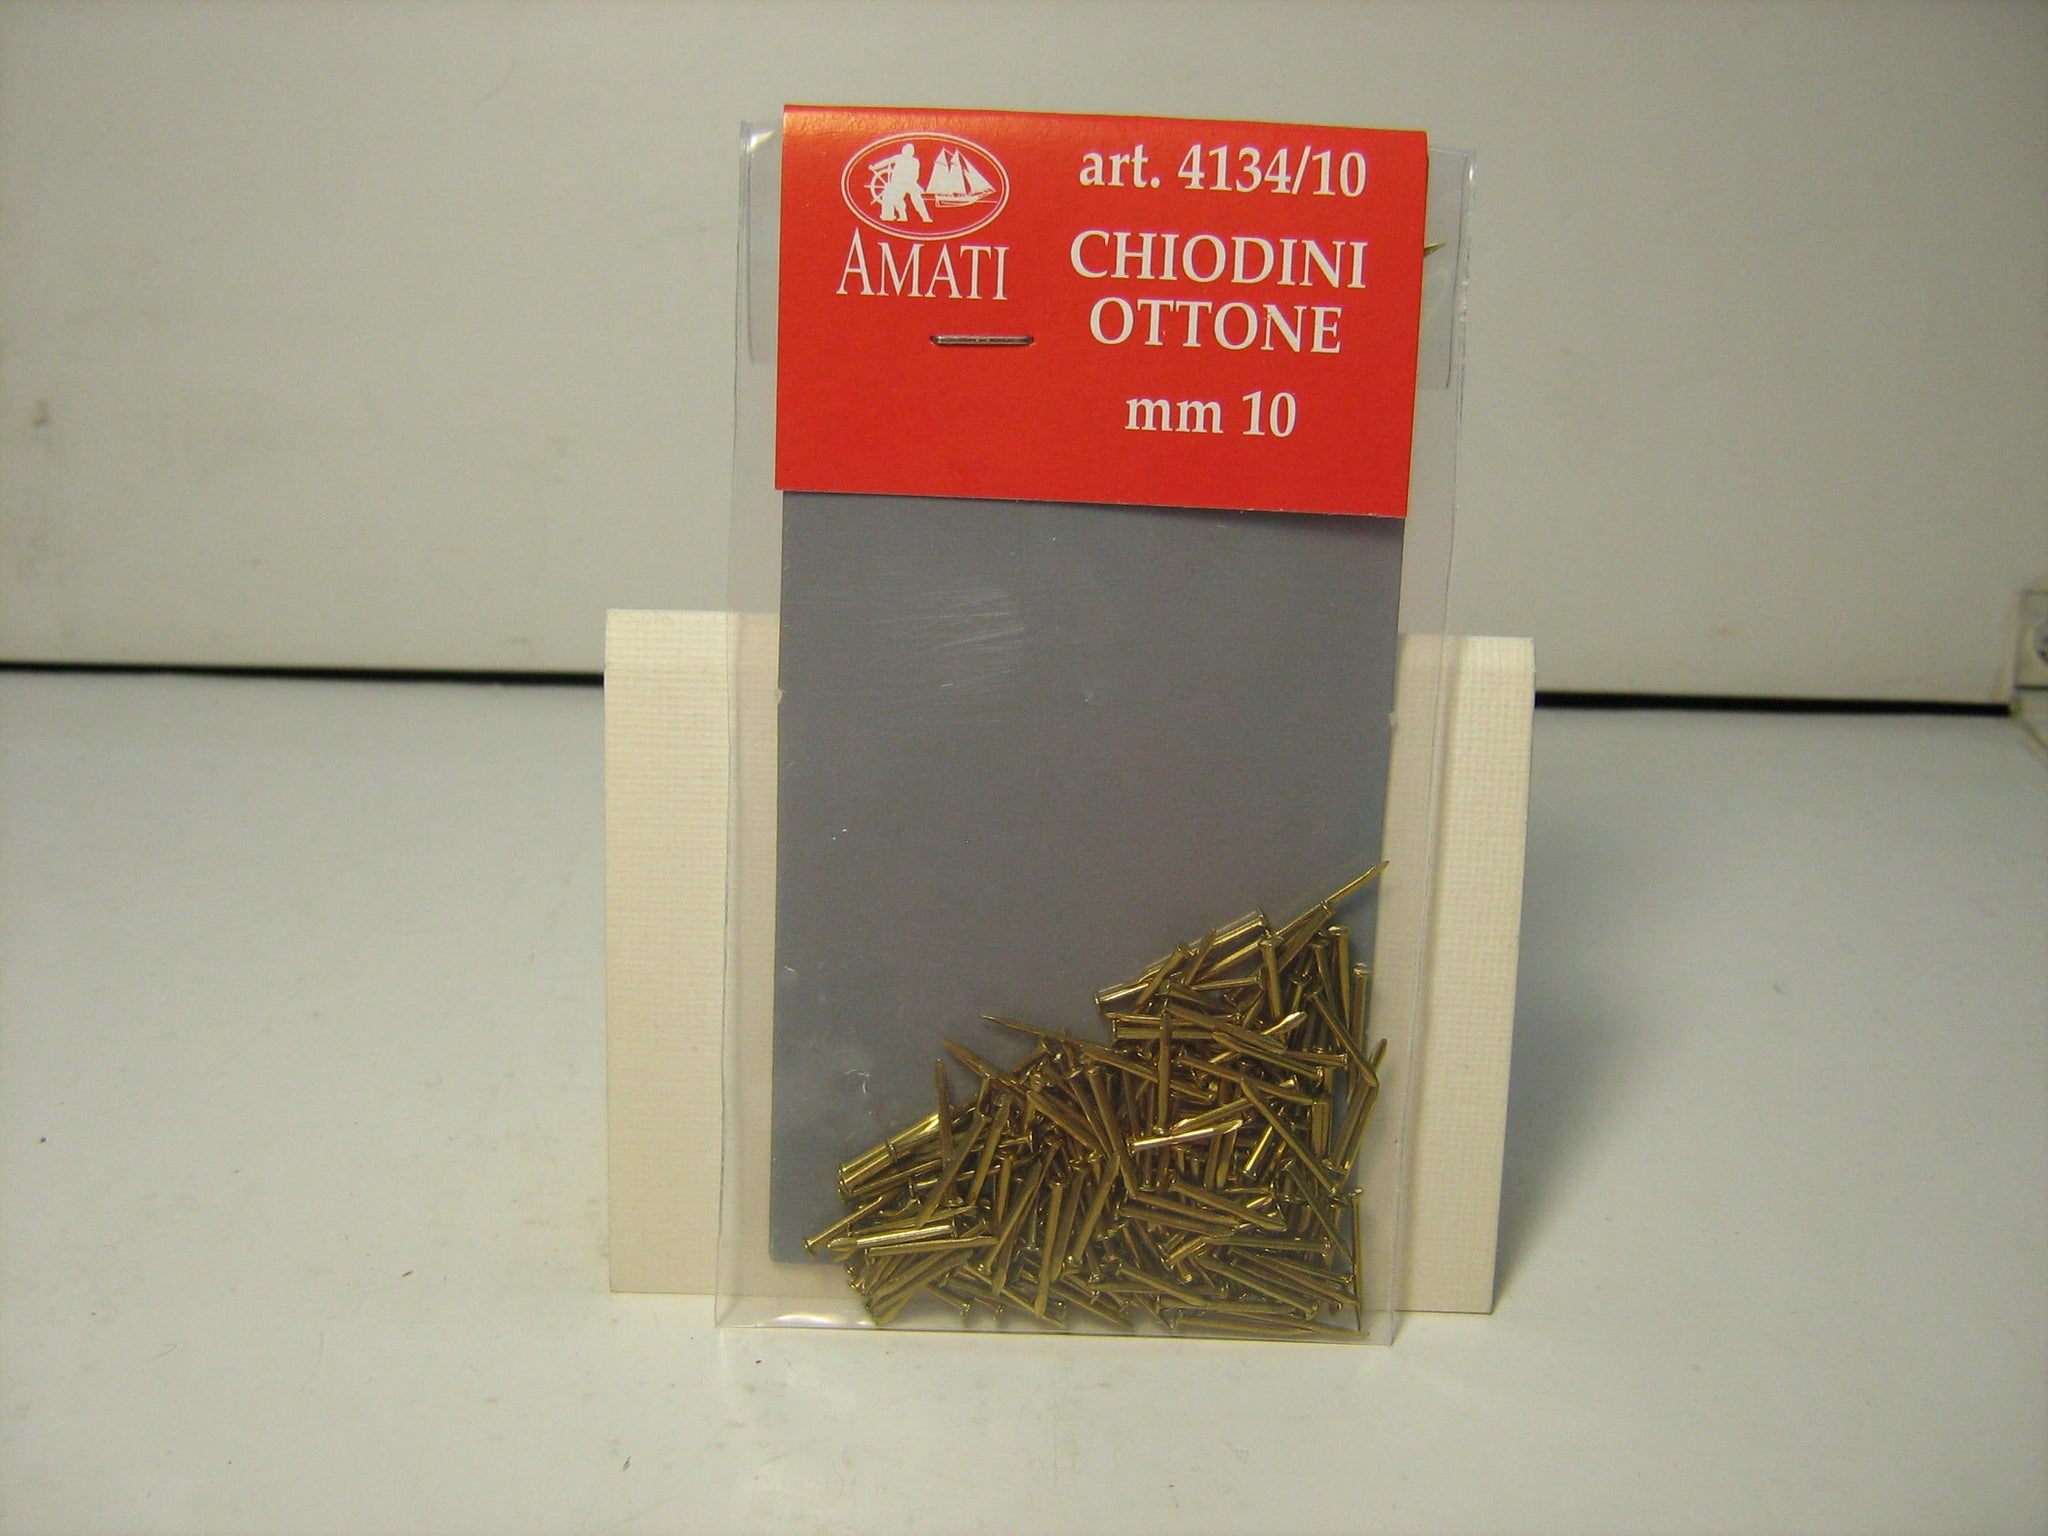 AMATI
art. 4134/10
CHIODINI
OTTONE
mm 10